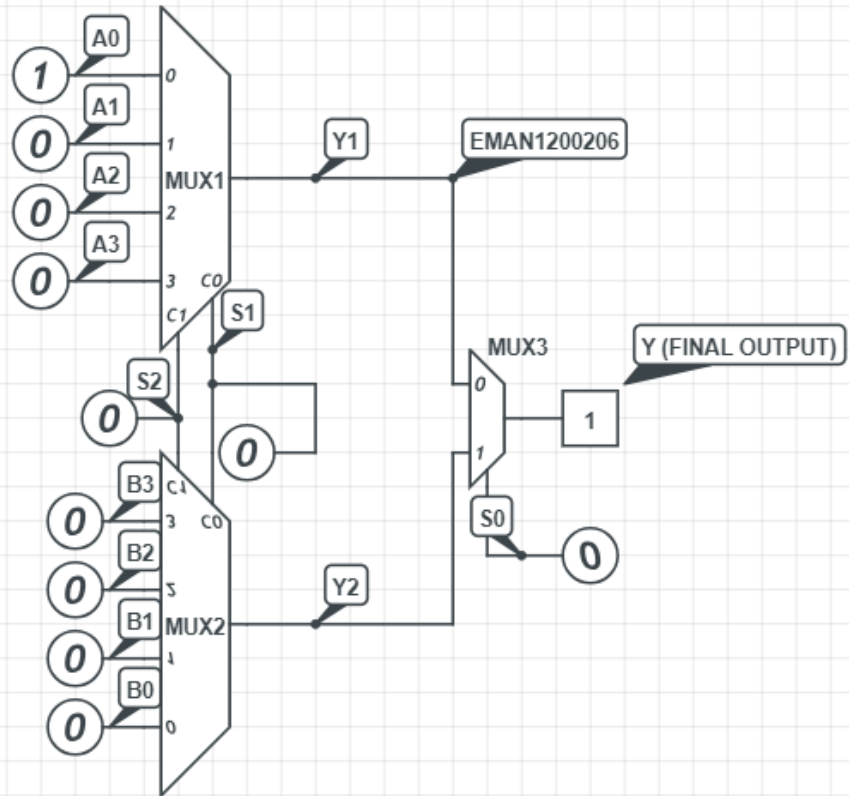 A0
1
0
A1
0
1
Y1
EMAN1200206
A2
MUX1
0
2
A3
0
3
C0
C1
S1
MUX3
Y (FINAL OUTPUT)
S2
0
0
1
0
1
B3
C1
0
3
C0
S0
0
B2
0
2
Y2
B1
MUX2
0
1
B0
0
0